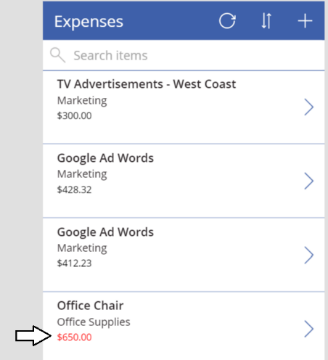 Expenses
Search items
TV Advertisements - West Coast
Marketing
$300.00
Google Ad Words
Marketing
$428.32
Google Ad Words
Marketing
$412.23
Office Chair
Office Supplies
$650.00